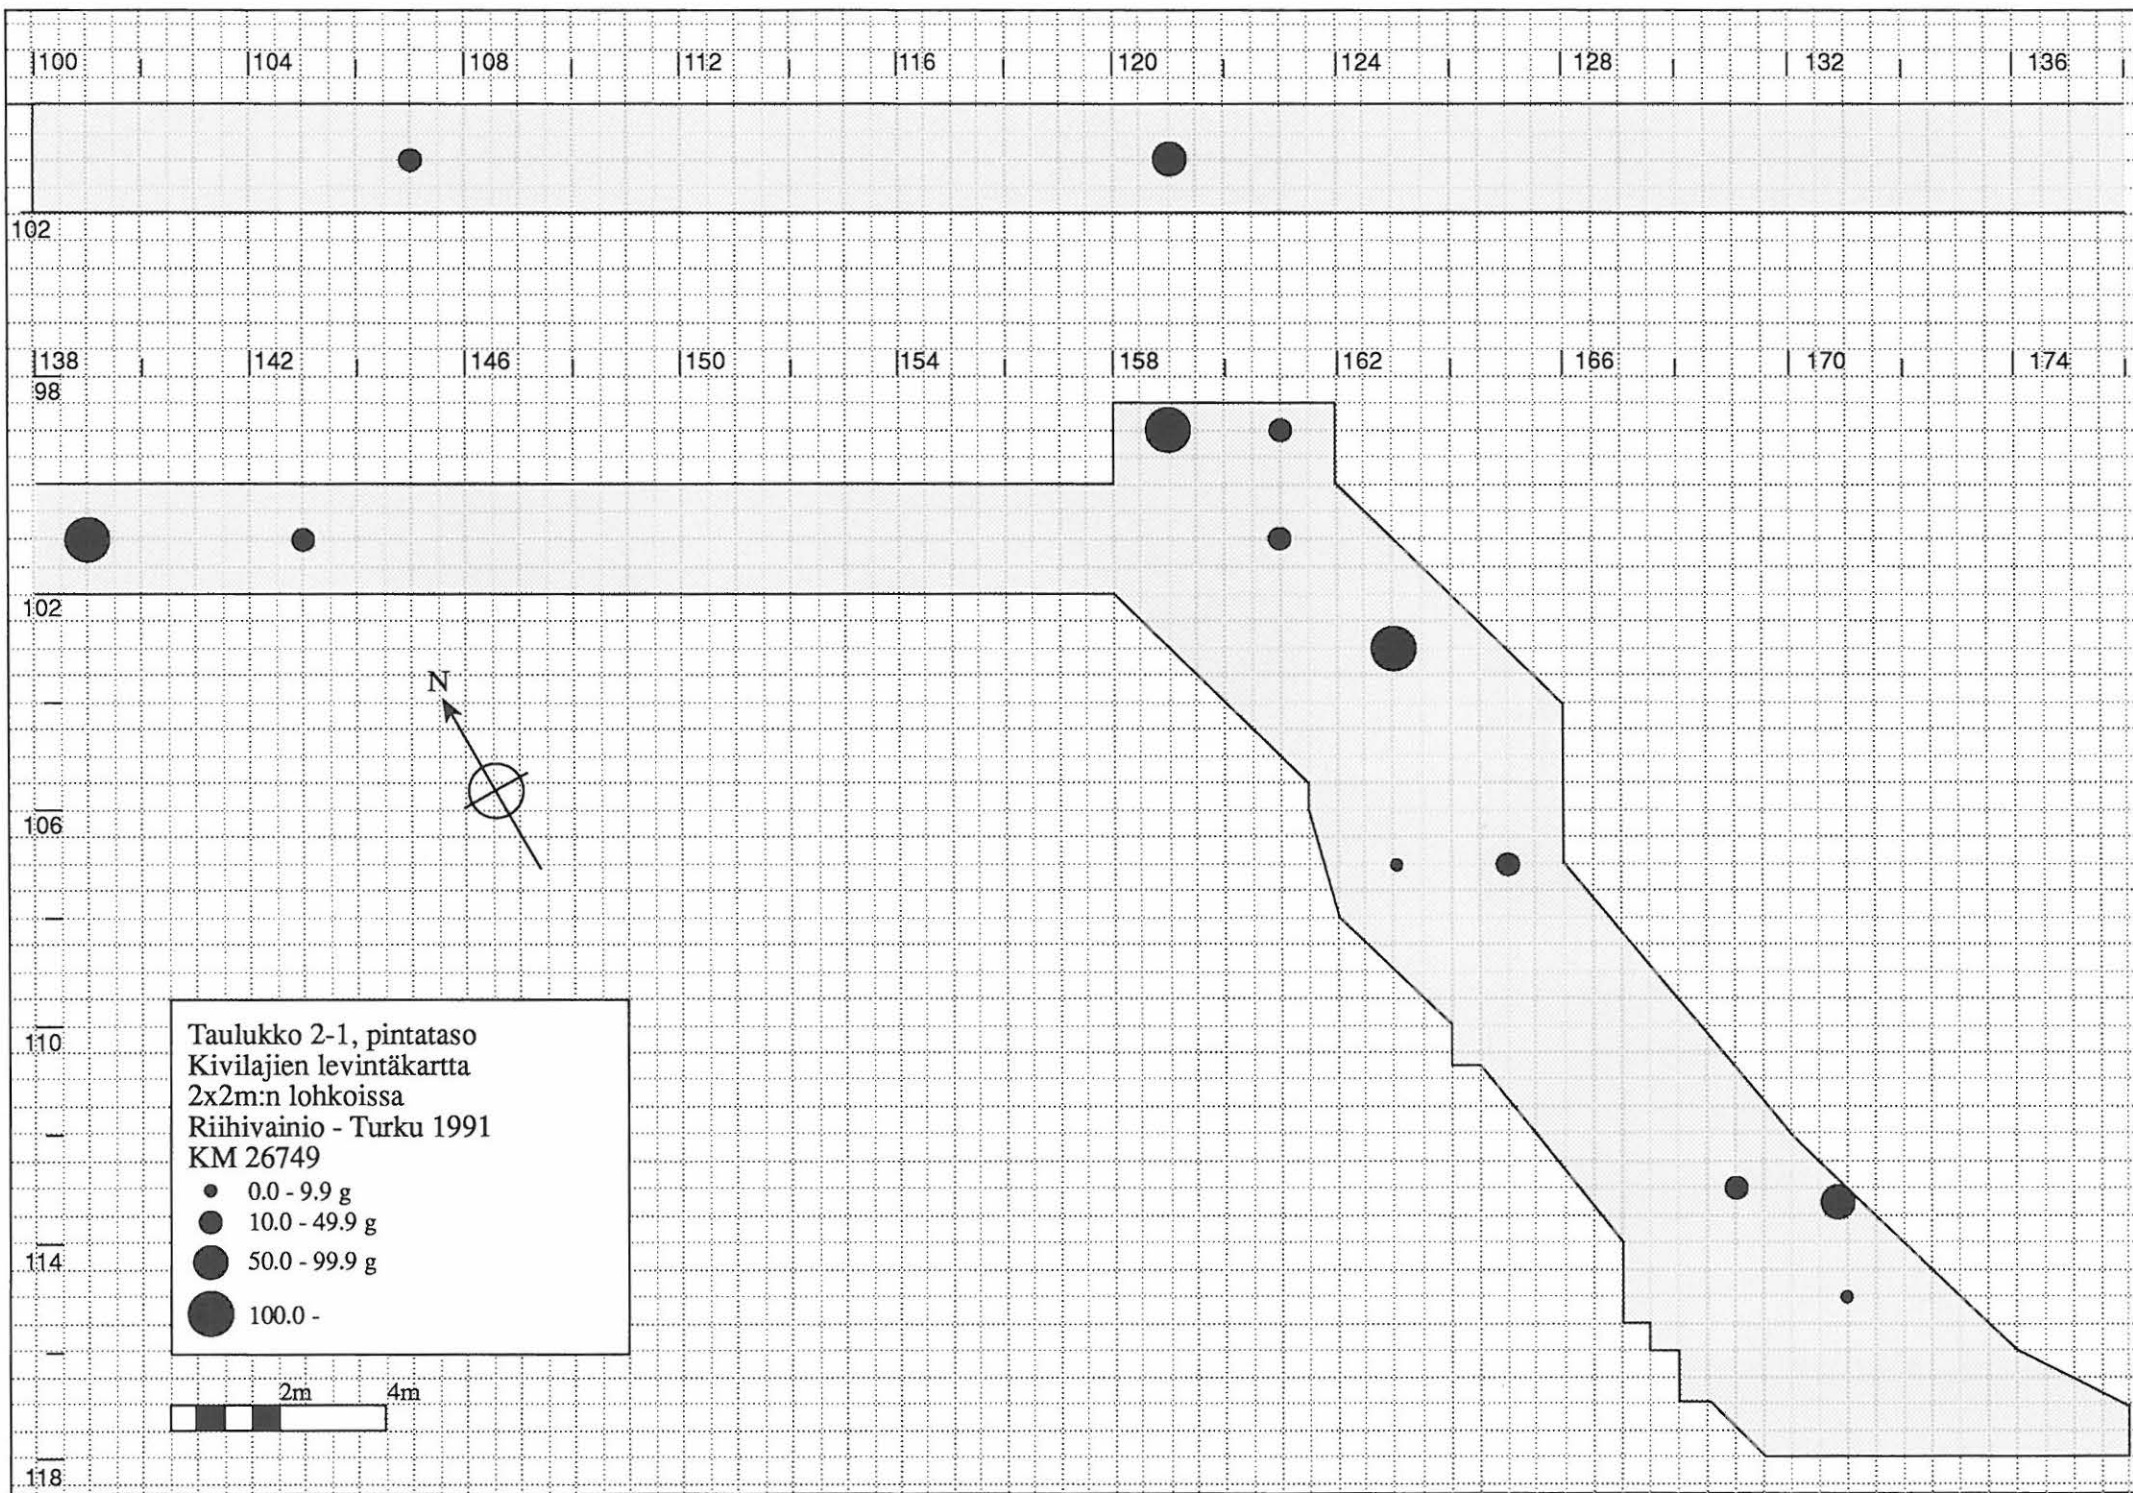 100 104 108 112 116 120 124 128 132 136
102
138 142 146 150 154 158 162 166 170 174
98
102
N
106
110
Taulukko 2-1, pintataso
Kivilajien levintäkartta
2x2m:n lohkoissa
Riihivainio - Turku 1991
KM 26749
0.0 - 9.9 g
10.0 - 49.9 g
50.0 - 99.9 g
100.0 -
114
2m 4m
118